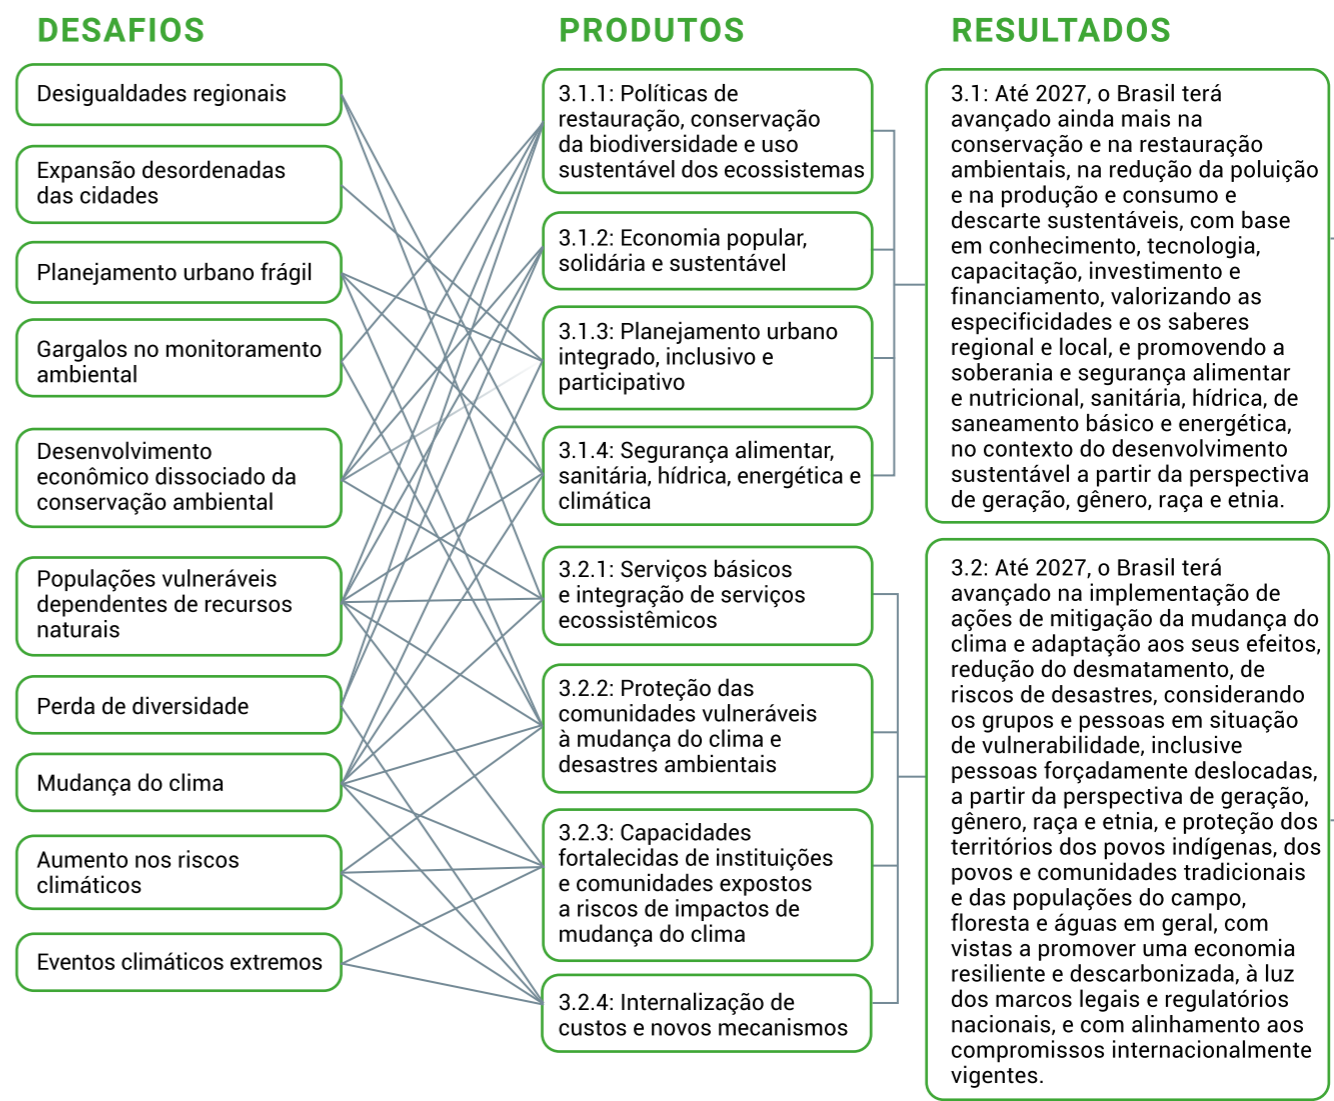 DESAFIOS
Desigualdades regionais
Expansão desordenadas
das cidades
Planejamento urbano frágil
Gargalos no monitoramento
ambiental
Desenvolvimento
econômico dissociado da
conservação ambiental
Populações vulneráveis
dependentes de recursos
naturais
Perda de diversidade
Mudança do clima
Aumento nos riscos
climáticos
Eventos climáticos extremos
PRODUTOS
3.1.1: Políticas de
restauração, conservação
da biodiversidade e uso
sustentável dos ecossistemas
3.1.2: Economia popular,
solidária e sustentável
3.1.3: Planejamento urbano
integrado, inclusivo e
participativo
3.1.4: Segurança alimentar,
sanitária, hídrica, energética e
climática
3.2.1: Serviços básicos
e integração de serviços
ecossistêmicos
3.2.2: Proteção das
comunidades vulneráveis
à mudança do clima e
desastres ambientais
3.2.3: Capacidades
fortalecidas de instituições
e comunidades expostos
a riscos de impactos de
mudança do clima
3.2.4: Internalização de
custos e novos mecanismos
RESULTADOS
3.1: Até 2027, o Brasil terá
avançado ainda mais na
conservação e na restauração
ambientais, na redução da poluição
e na produção e consumo e
descarte sustentáveis, com base
em conhecimento, tecnologia,
capacitação, investimento e
financiamento, valorizando as
especificidades e os saberes
regional e local, e promovendo a
soberania e segurança alimentar
e nutricional, sanitária, hídrica, de
saneamento básico e energética,
no contexto do desenvolvimento
sustentável a partir da perspectiva
de geração, gênero, raça e etnia.
3.2: Até 2027, o Brasil terá
avançado na implementação de
ações de mitigação da mudança do
clima e adaptação aos seus efeitos,
redução do desmatamento, de
riscos de desastres, considerando
os grupos e pessoas em situação
de vulnerabilidade, inclusive
pessoas forçadamente deslocadas,
a partir da perspectiva de geração,
gênero, raça e etnia, e proteção dos
territórios dos povos indígenas, dos
povos e comunidades tradicionais
e das populações do campo,
floresta e águas em geral, com
vistas a promover uma economia
resiliente e descarbonizada, à luz
dos marcos legais e regulatórios
nacionais, e com alinhamento aos
compromissos internacionalmente
vigentes.